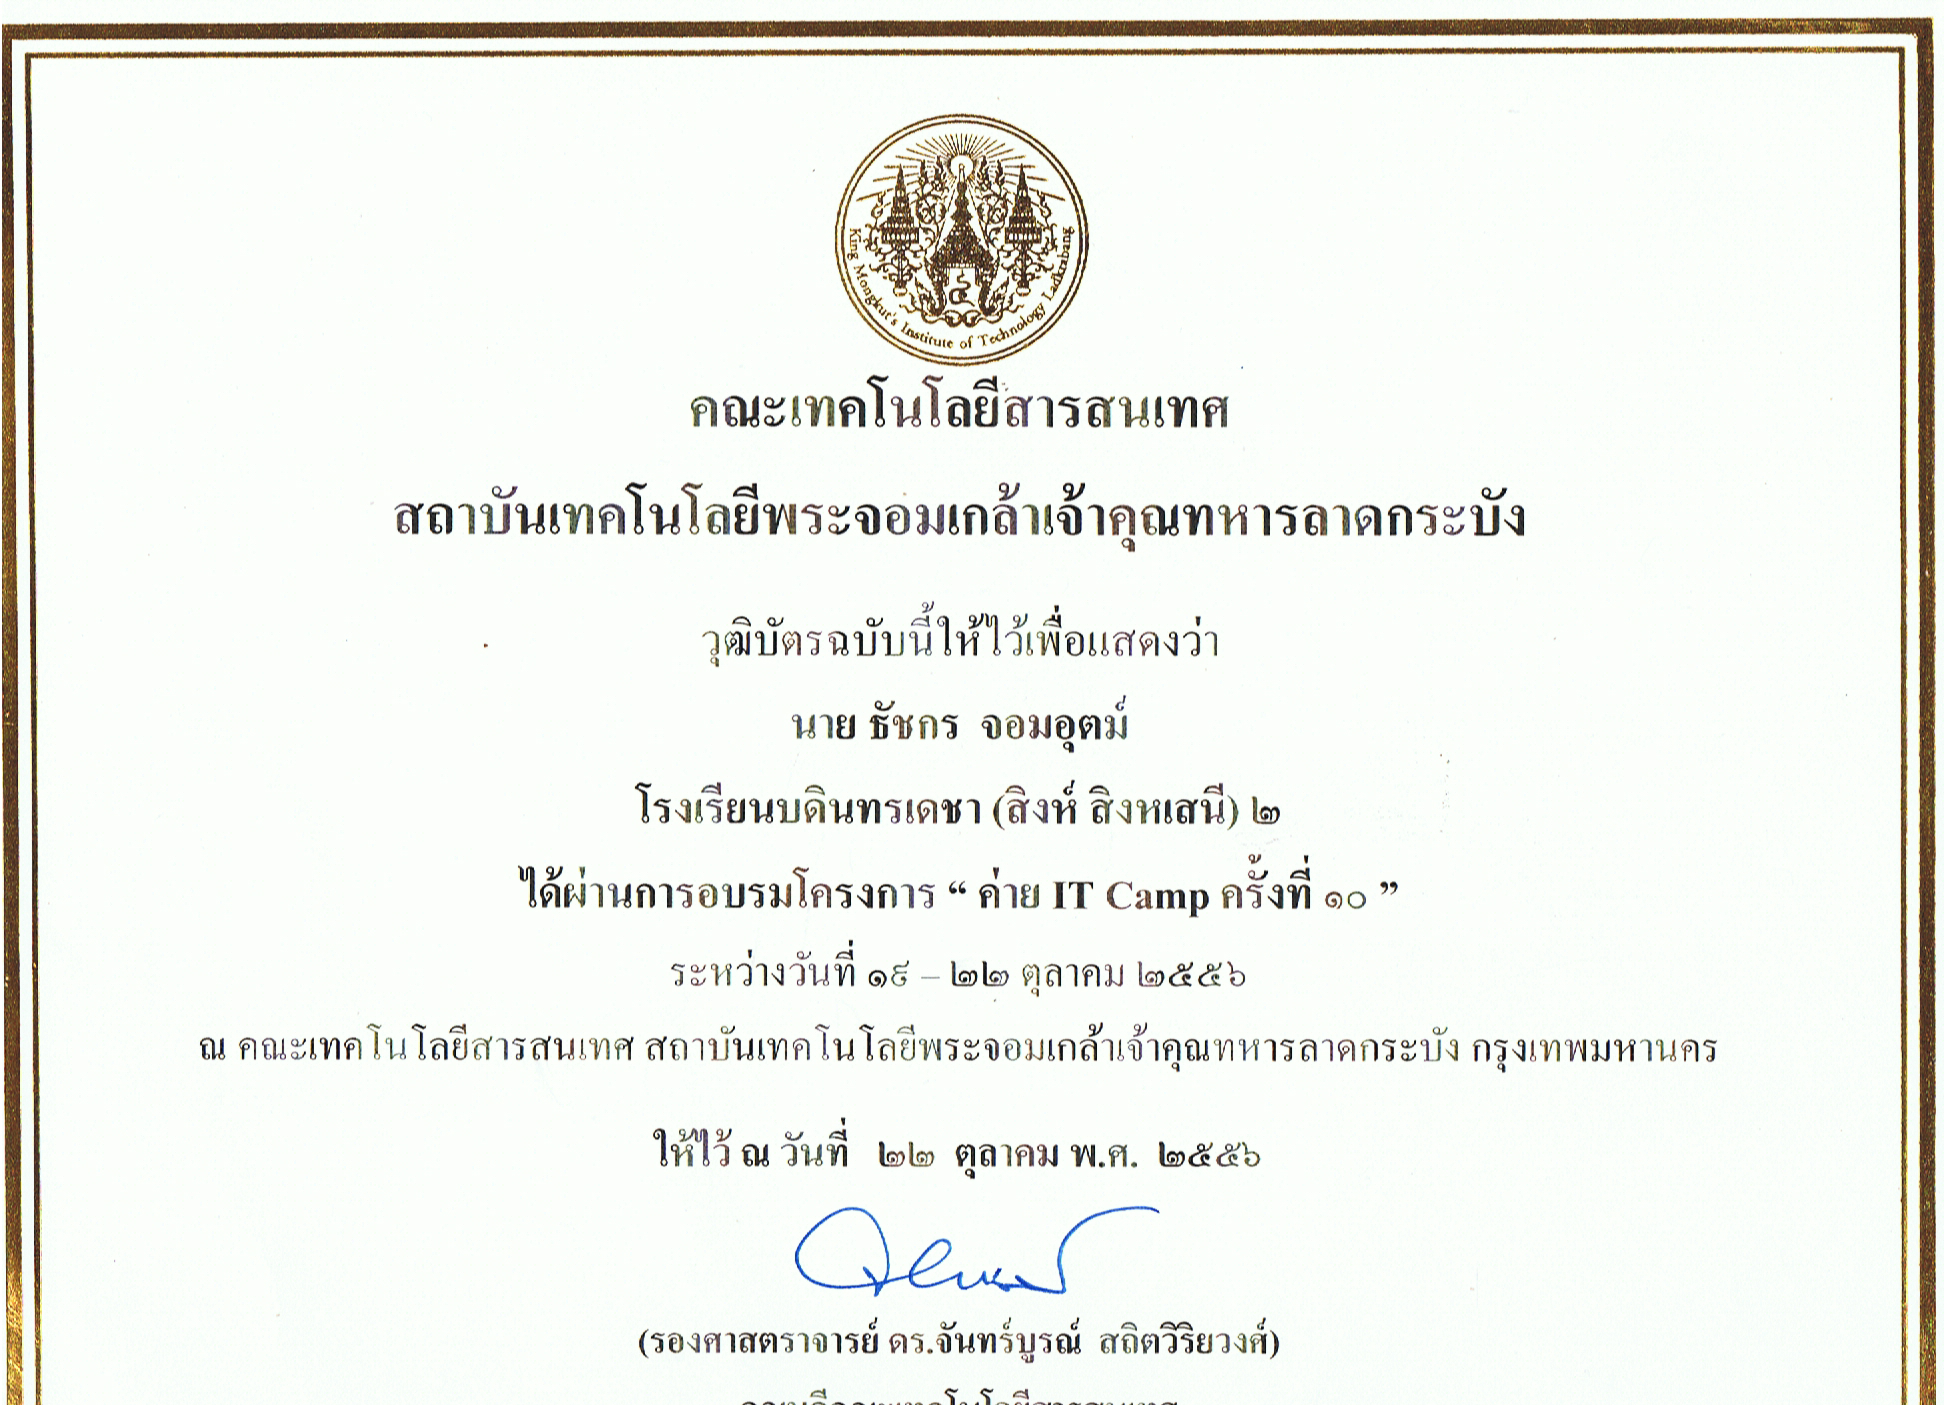 King Mongkut's Institute of Technology Ladkrabang
คณะเทคโนโลยีสารสนเทศ
สถาบันเทคโนโลยีพระจอมเกล้าเจ้าคุณทหารลาดกระบัง
วุฒิบัตรฉบับนี้ให้ไว้เพื่อแสดงว่า
นาย ธัชกร จอมอุตม์
โรงเรียนบดินทรเดชา (สิงห์ สิงหเสนี) ๒
ได้ผ่านการอบรมโครงการ “ ค่าย IT Camp ครั้งที่ ๑๐ ”
ระหว่างวันที่ ๑๙ – ๒๒ ตุลาคม ๒๕๕๖
ณ คณะเทคโนโลยีสารสนเทศ สถาบันเทคโนโลยีพระจอมเกล้าเจ้าคุณทหารลาดกระบัง กรุงเทพมหานคร
ให้ไว้ ณ วันที่ ๒๒ ตุลาคม พ.ศ. ๒๕๕๖
(รองศาสตราจารย์ ดร.จันทร์บูรณ์ สถิตวิริยวงศ์)